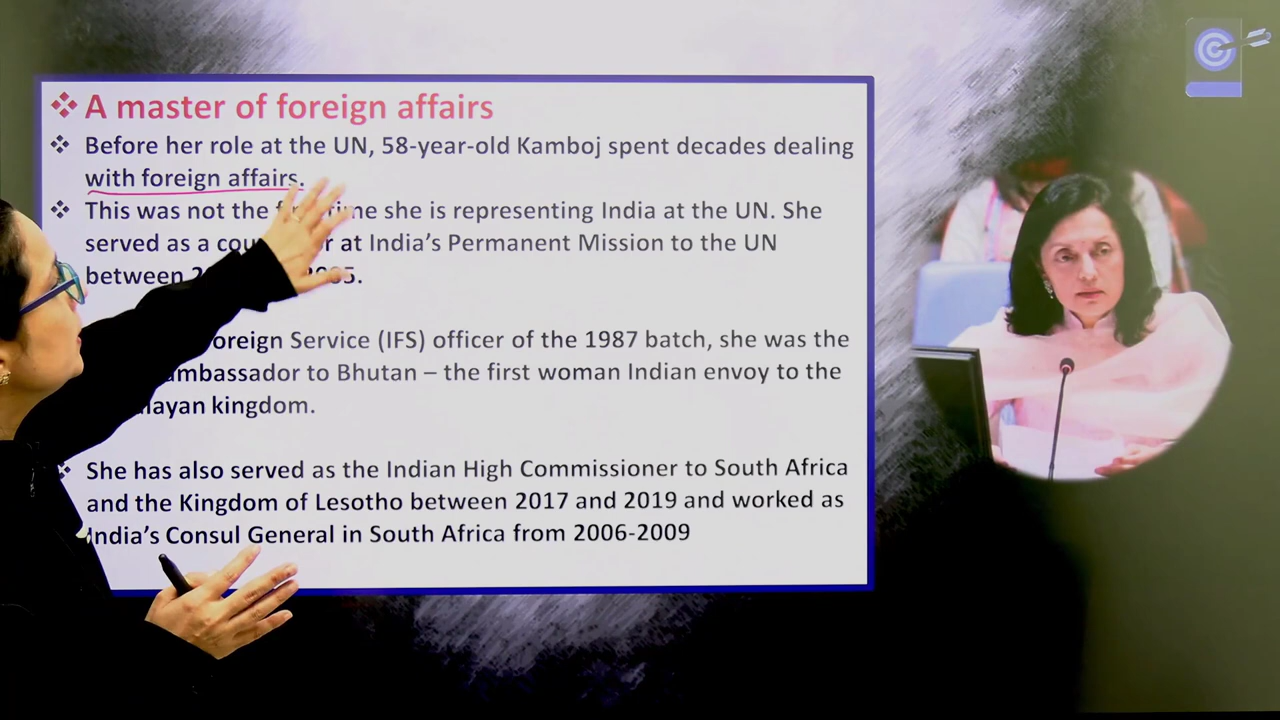 A master of foreign affairs
Before her role at the UN, 58-year-old Kamboj spent decades dealing
with foreign affairs.
This was not the time she is representing India at the UN. She
served as a at India's Permanent Mission to the UN
between
Service (IFS) officer of the 1987 batch, she was the
ambassador to Bhutan – the first woman Indian envoy to the
kingdom.
She has also served as the Indian High Commissioner to South Africa
and the Kingdom of Lesotho between 2017 and 2019 and worked as
India's Consul General in South Africa from 2006-2009